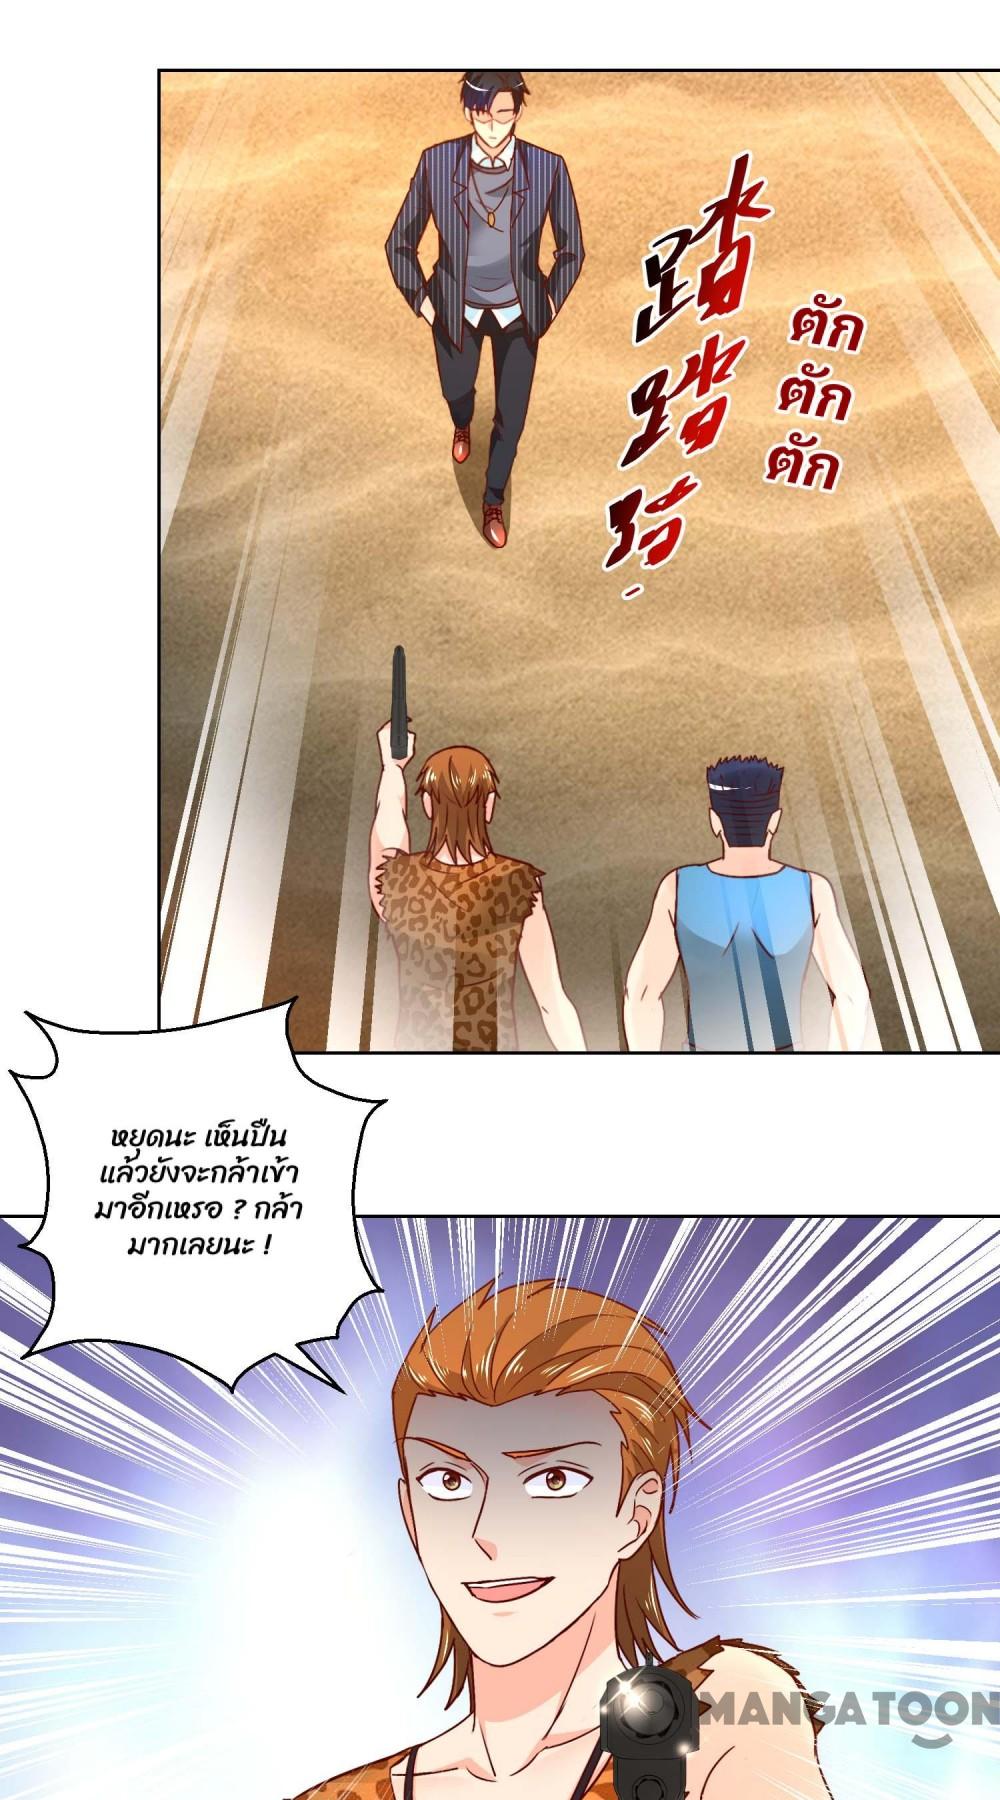 踏
踏
踏
ตัก
ตัก
ตัก
หยุดนะ เห็นปืน
แล้วยังจะกล้าเข้า
มาอีกเหรอ ? กล้า
มากเลยนะ !
MANGATOON